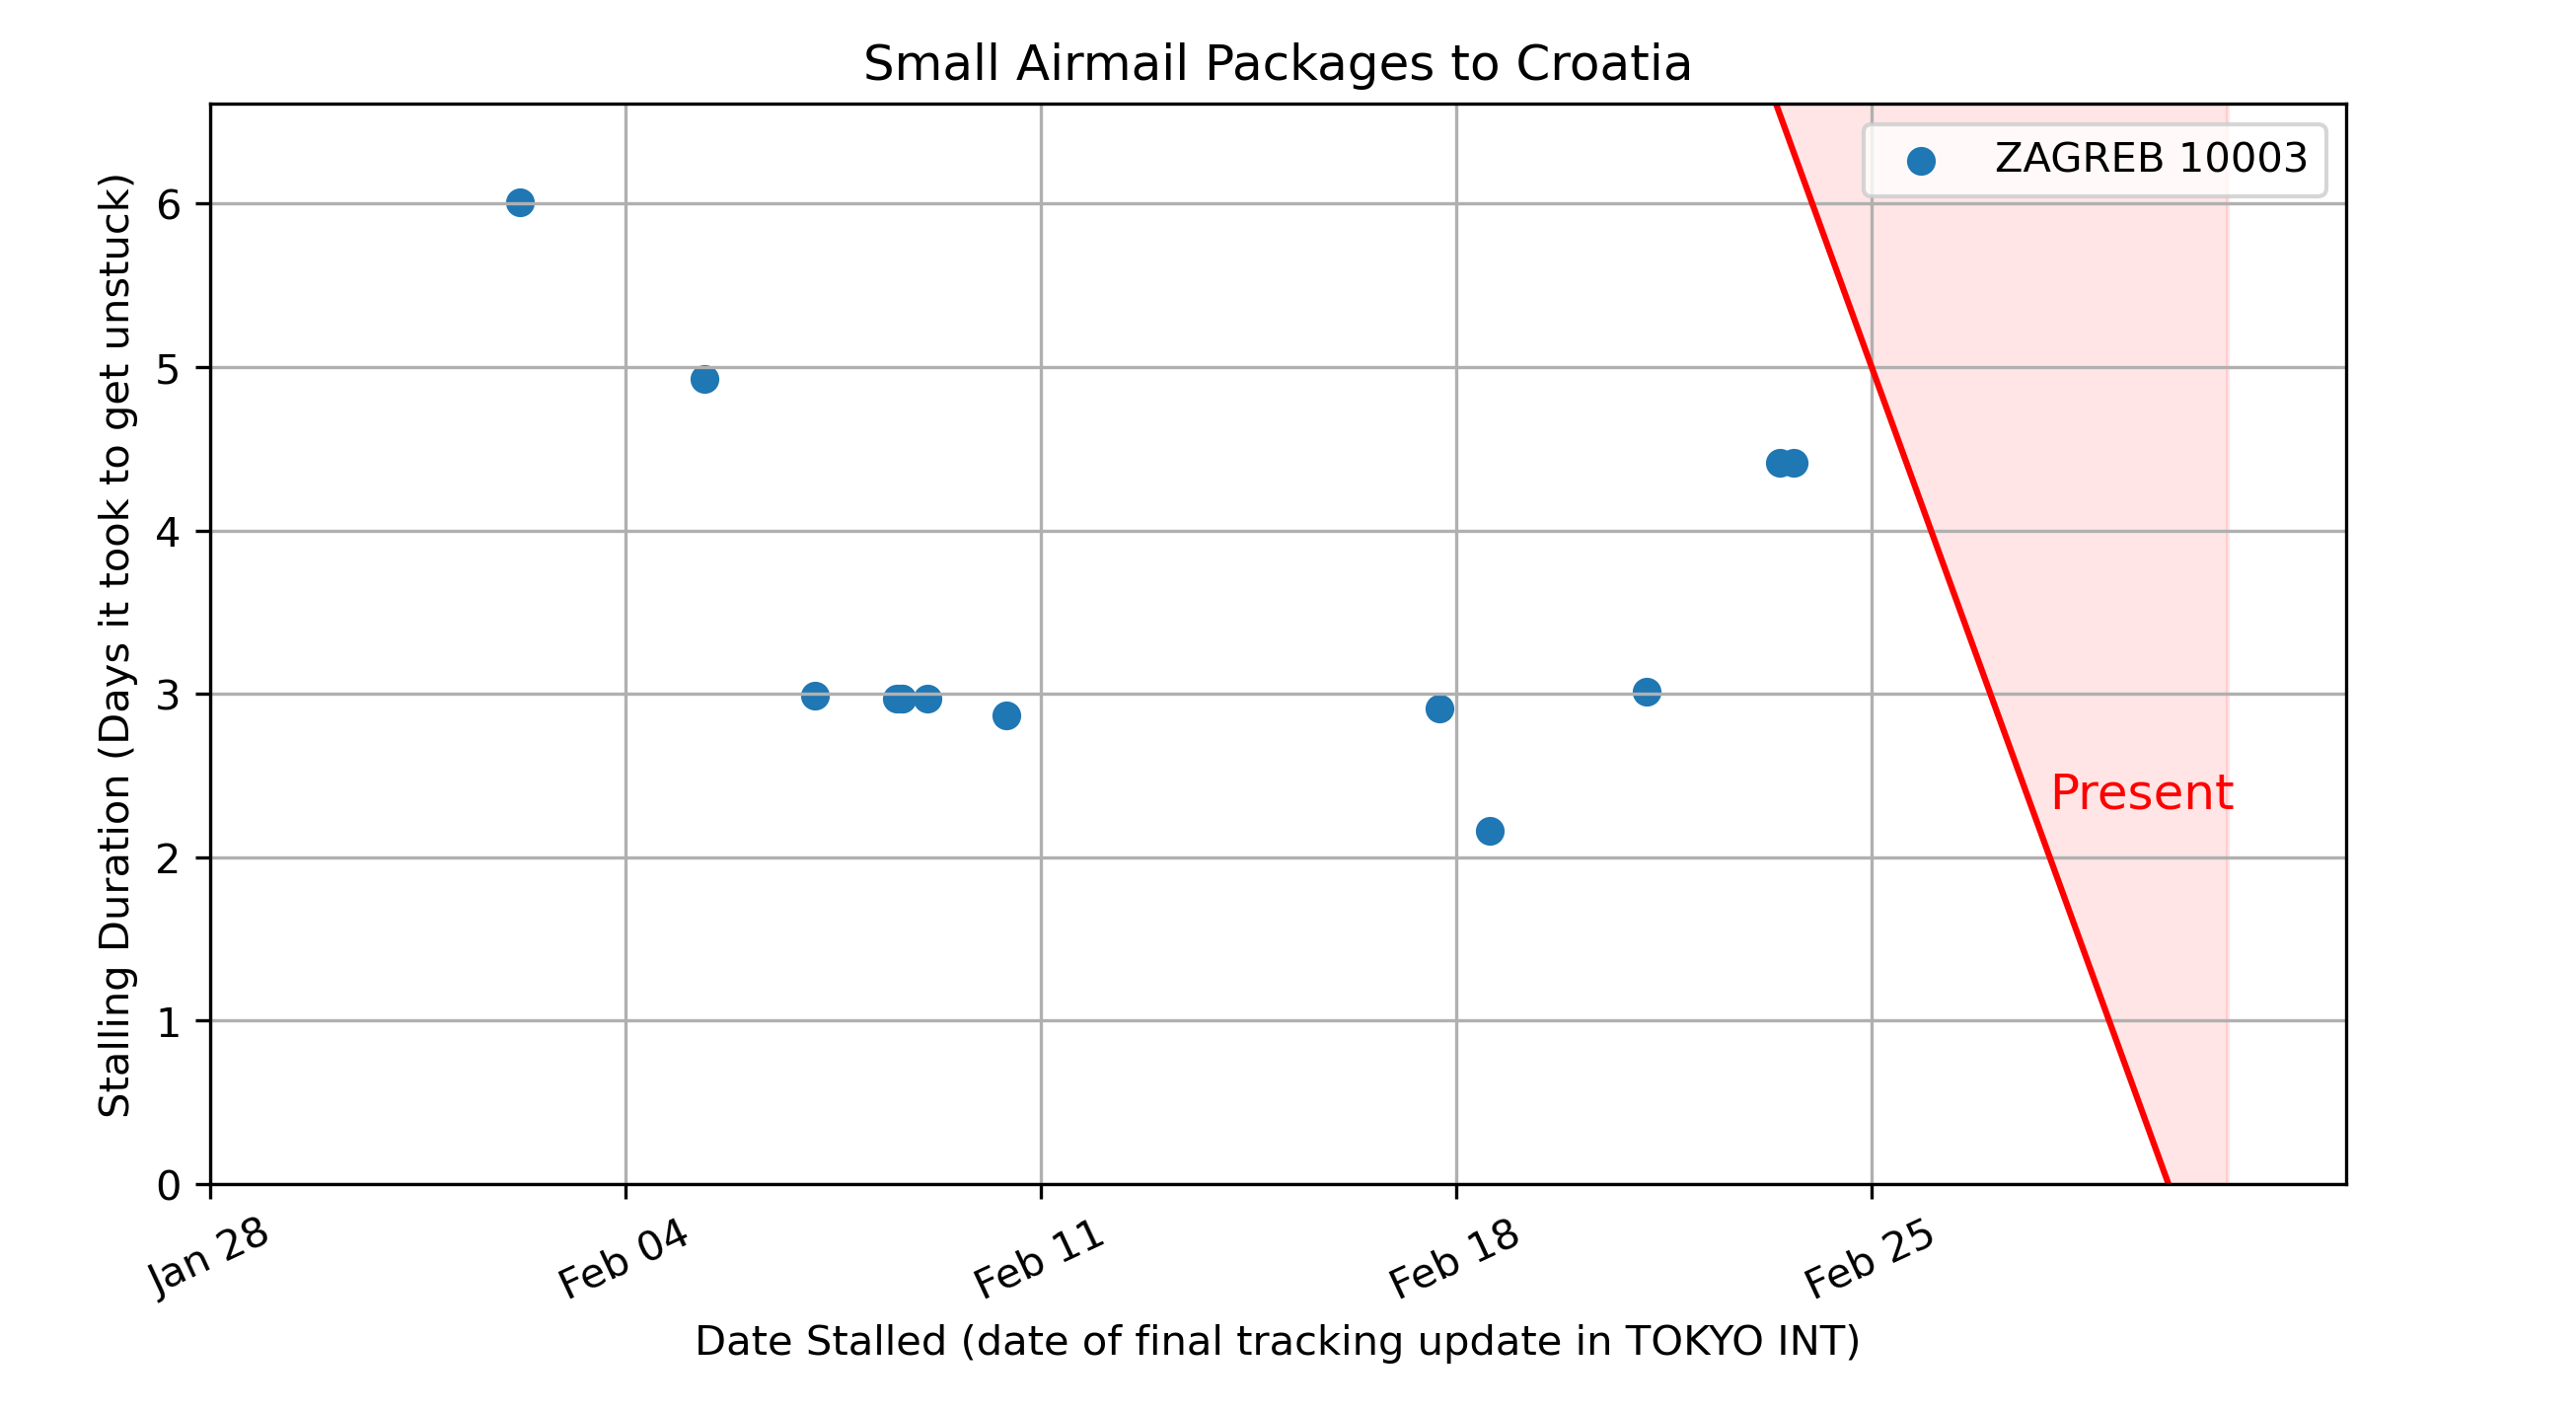 Small Airmail Packages to Croatia
ZAGREB 10003
Stalling Duration (Days it took to get unstuck)
6
5
4
3
2
1
0
Present
Jan 28
Feb 04
Feb 11
Feb 18
Feb 25
Date Stalled (date of final tracking update in TOKYO INT)